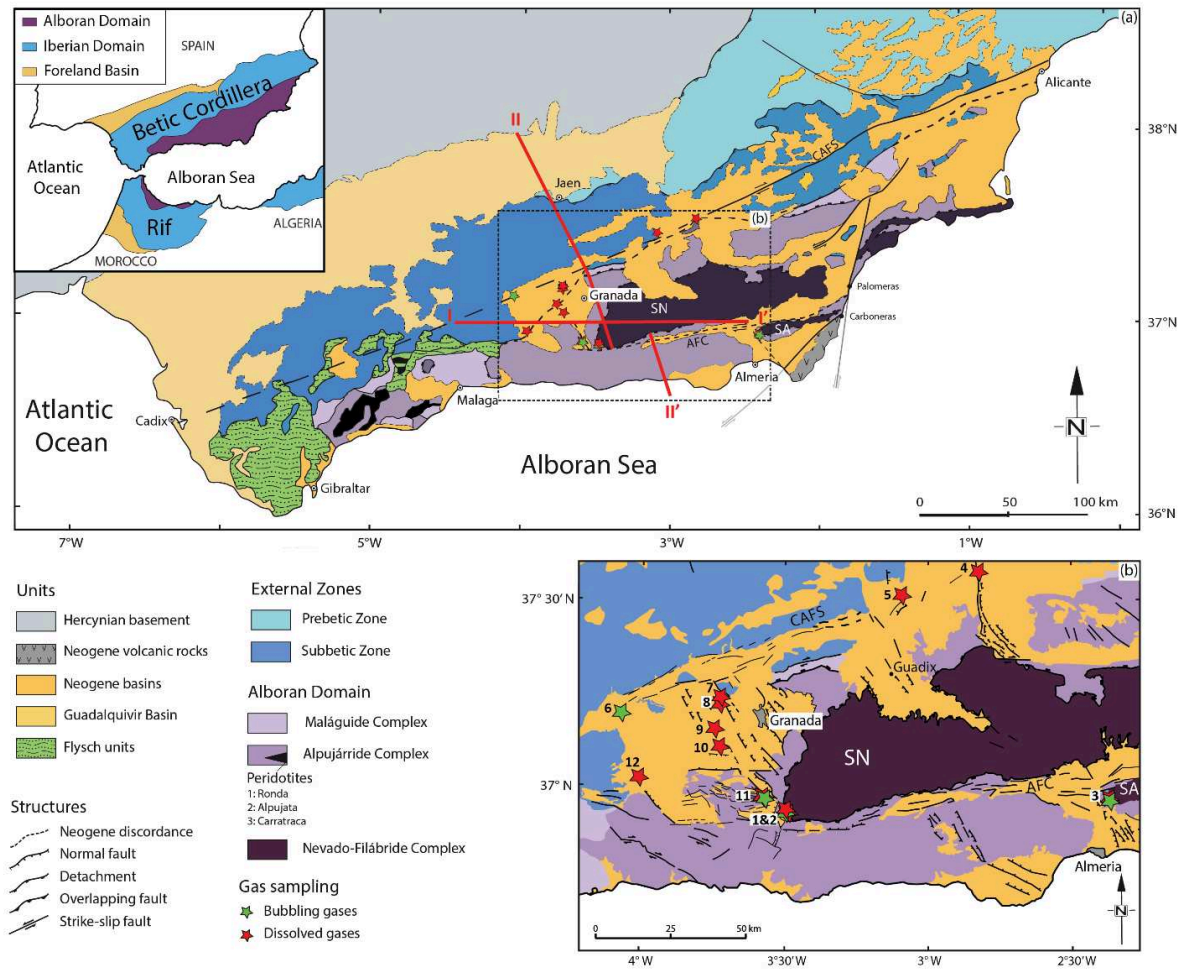 Alboran Domain
Iberian Domain
Foreland Basin
SPAIN
Betic Cordillera
Atlantic
Ocean
Alboran Sea
Rif
ALGERIA
MOROCCO
(a)
Alicante
38°N
CAFS
II
Jaen
(b)
Granada
SN
I
I'
Palomeras
Carboneras
SA
37°N
AFC
Almeria
II'
Malaga
Atlantic
Ocean
Cadix
Gibraltar
Alboran Sea
N
0 50 100 km
36°N
7°W 5°W 3°W 1°W
Units
Hercynian basement
Neogene volcanic rocks
Neogene basins
Guadalquivir Basin
Flysch units
Structures
Neogene discordance
Normal fault
Detachment
Overlapping fault
Strike-slip fault
External Zones
Prebetic Zone
Subbetic Zone
Alboran Domain
Maláguide Complex
Alpujárride Complex
Peridotites
1: Ronda
2: Alpujata
3: Carratraca
Nevado-Filábride Complex
Gas sampling
Bubbling gases
Dissolved gases
(b)
37° 30' N
4
5
CAFS
Guadix
7
8
6
Granada
9
10
SN
12
37° N
11
1&2
AFC
3
SA
Almeria
N
0 25 50 km
4° W 3°30' W 3° W 2°30' W